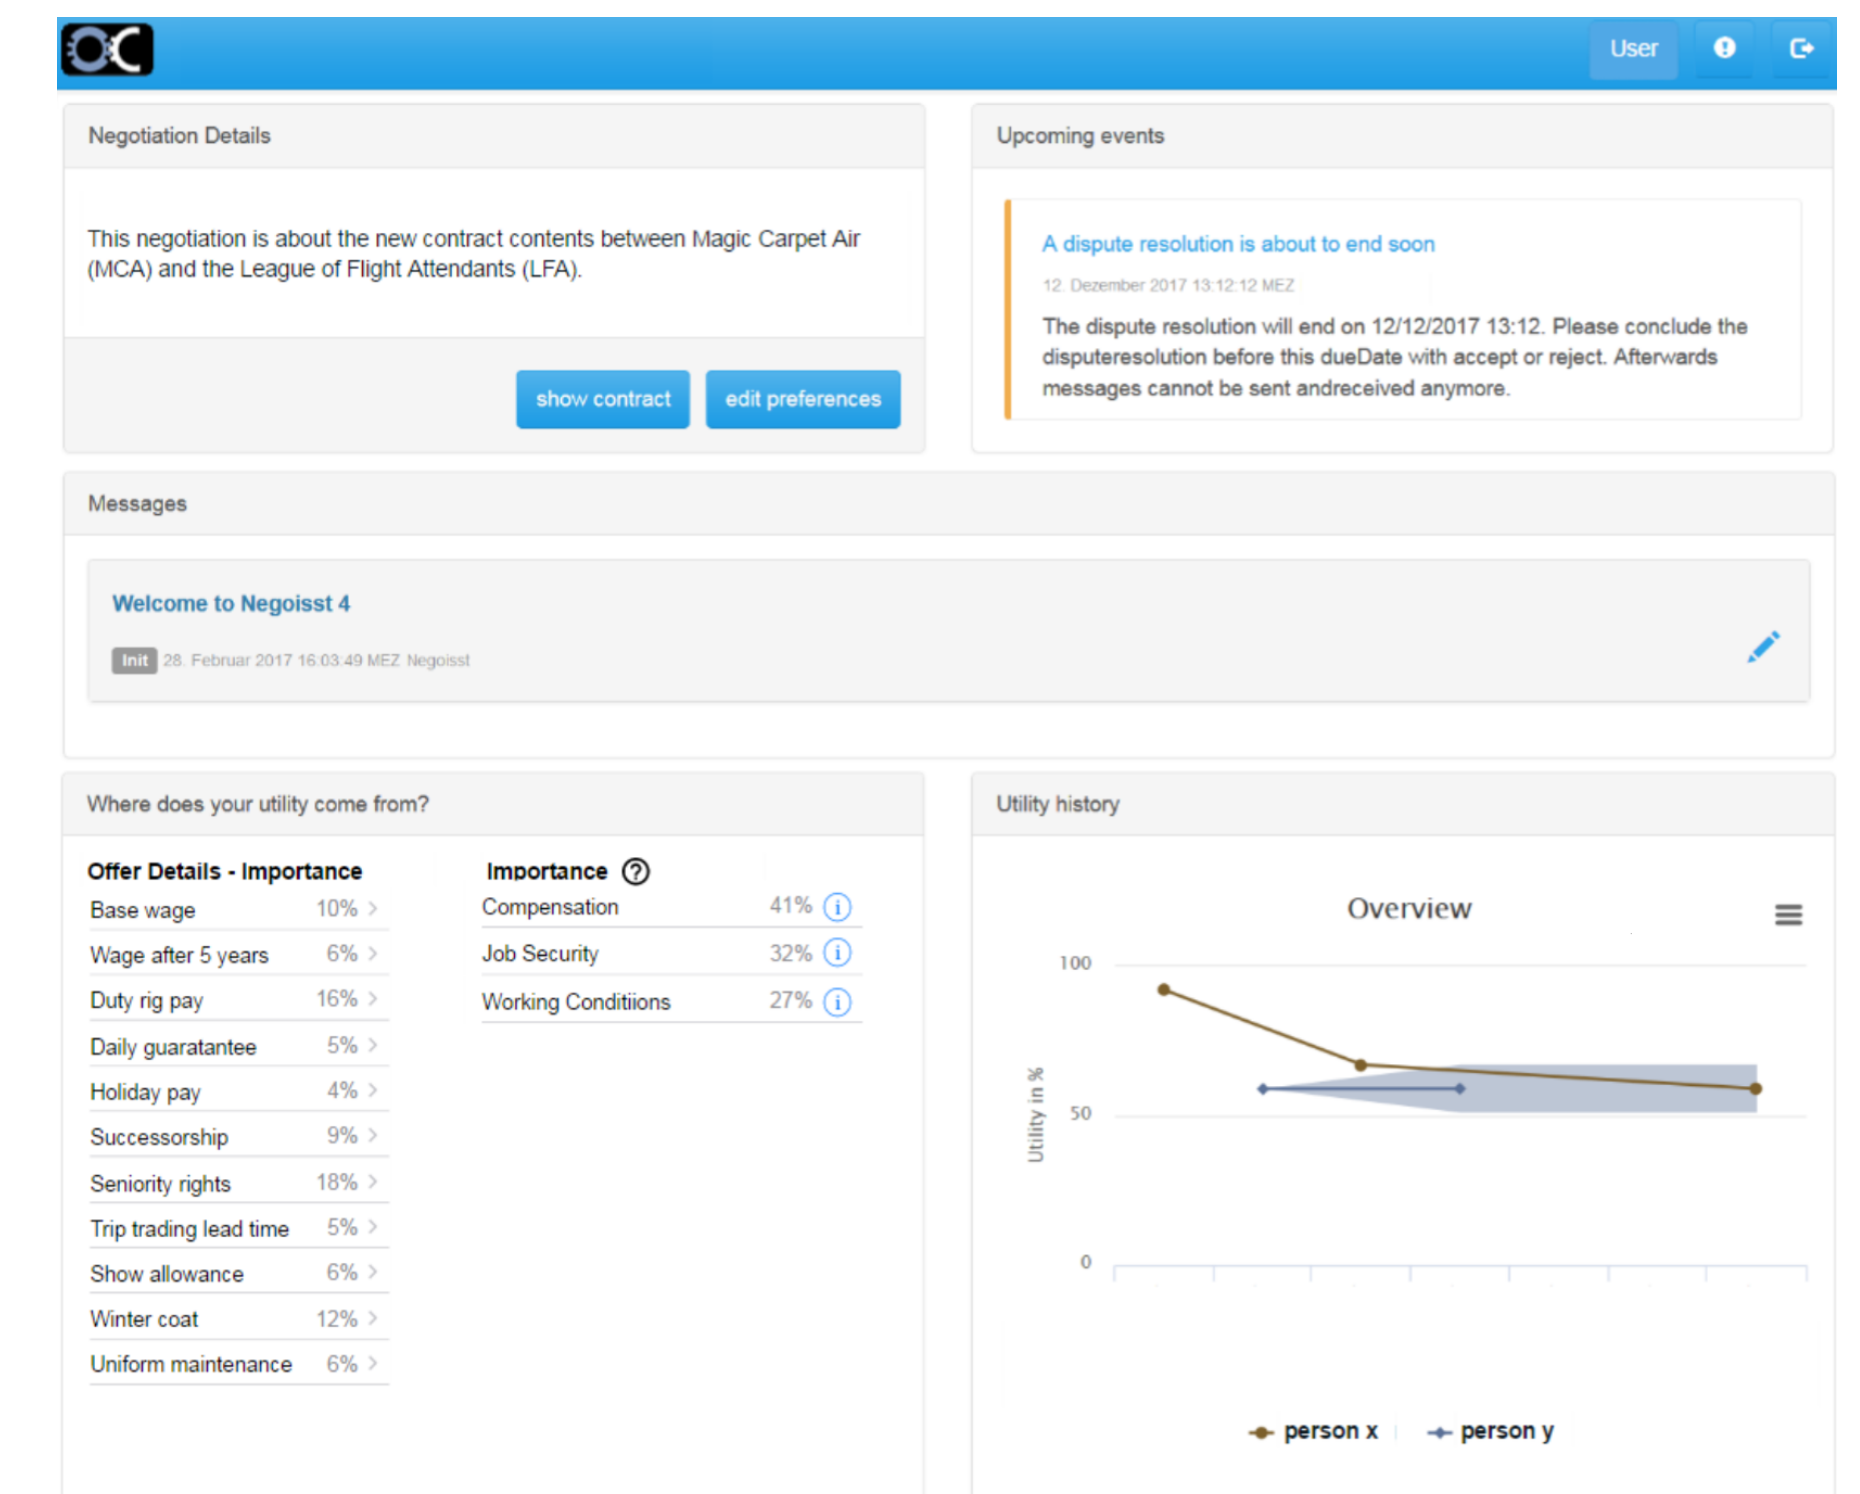 User
Negotiation Details
This negotiation is about the new contract contents between Magic Carpet Air
(MCA) and the League of Flight Attendants (LFA).
show contract
edit preferences
Upcoming events
A dispute resolution is about to end soon
12. Dezember 2017 13:12:12 MEZ
The dispute resolution will end on 12/12/2017 13:12. Please conclude the
disputeresolution before this dueDate with accept or reject. Afterwards
messages cannot be sent andreceived anymore.
Messages
Welcome to Negoisst 4
Init 28. Februar 2017 16:03:49 MEZ Negoisst
Where does your utility come from?
Offer Details - Importance
Base wage 10%
Wage after 5 years 6%
Duty rig pay 16%
Daily guaratantee 5%
Holiday pay 4%
Successorship 9%
Seniority rights 18%
Trip trading lead time 5%
Show allowance 6%
Winter coat 12%
Uniform maintenance 6%
Importance ?
Compensation 41% i
Job Security 32% i
Working Conditiions 27% i
Utility history
Overview
100
50
0
Utility in %
person x
person y